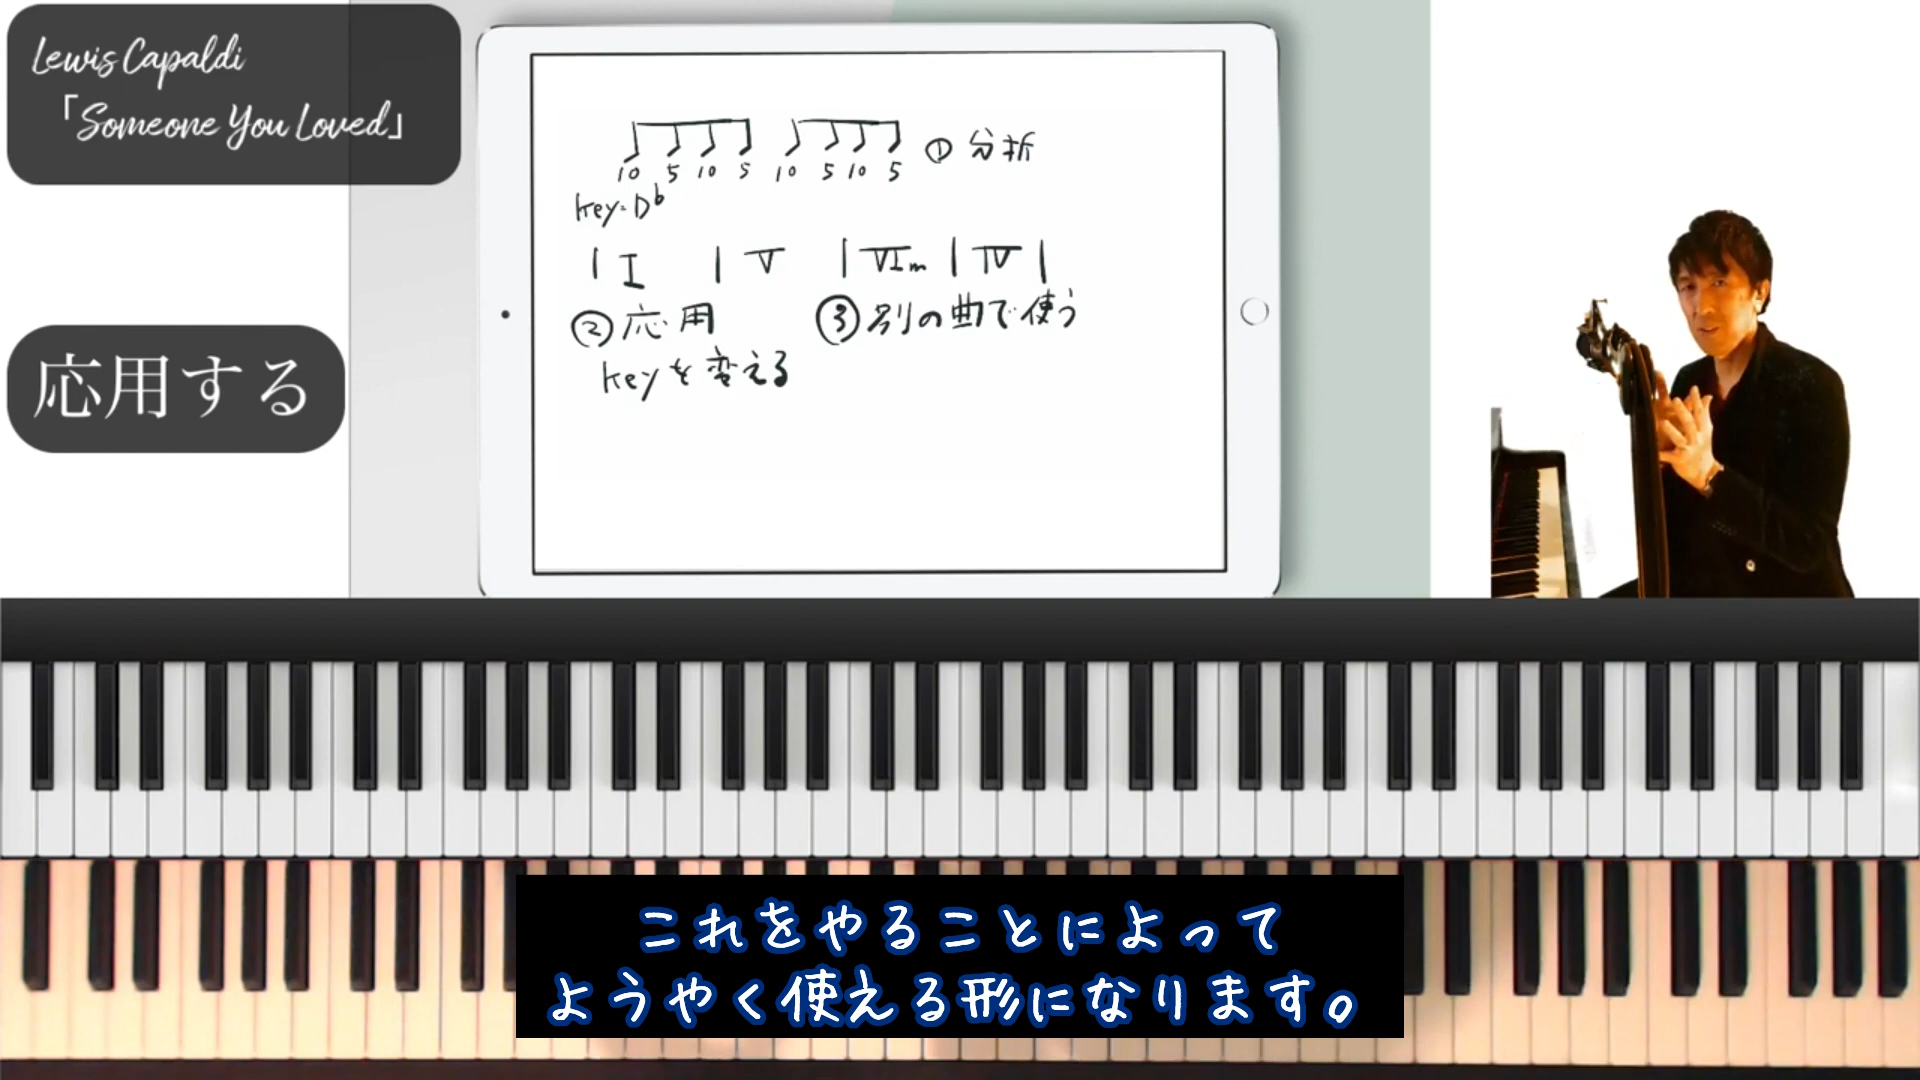 Lewis Capaldi
「Someone You Loved」
応用する
10 5 10 5 10 5 10 5 ① 分析
Key=D♭
| I | V | VIm | IV |
② 応用 ③ 別の曲で使う
Keyを変える
これをやることによって
ようやく使える形になります。